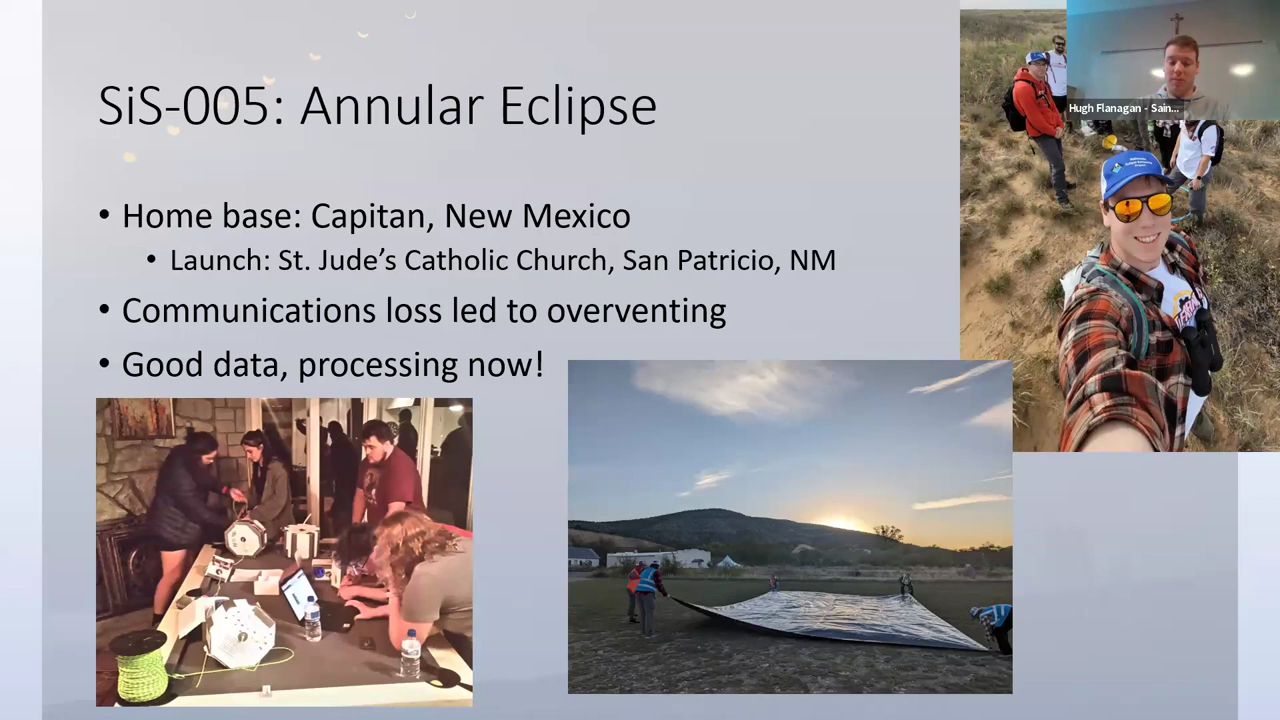 SiS-005: Annular Eclipse
• Home base: Capitan, New Mexico
• Launch: St. Jude’s Catholic Church, San Patricio, NM
• Communications loss led to overventing
• Good data, processing now!
Hugh Flanagan - Sain...